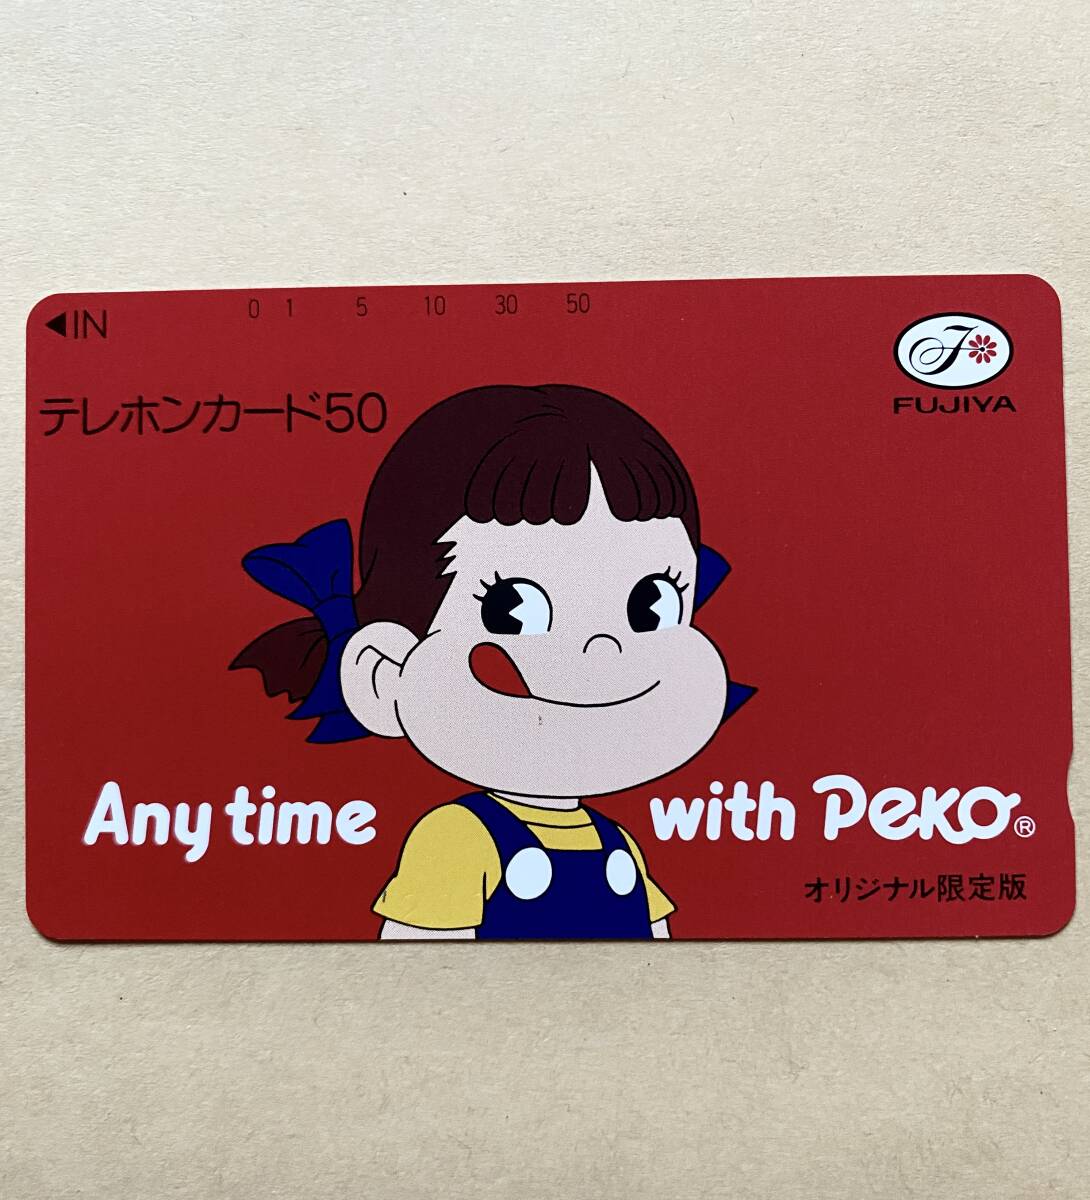 ◀IN
0 1 5 10 30 50
テレホンカード50
FUJIYA
Any time with Peko®
オリジナル限定版